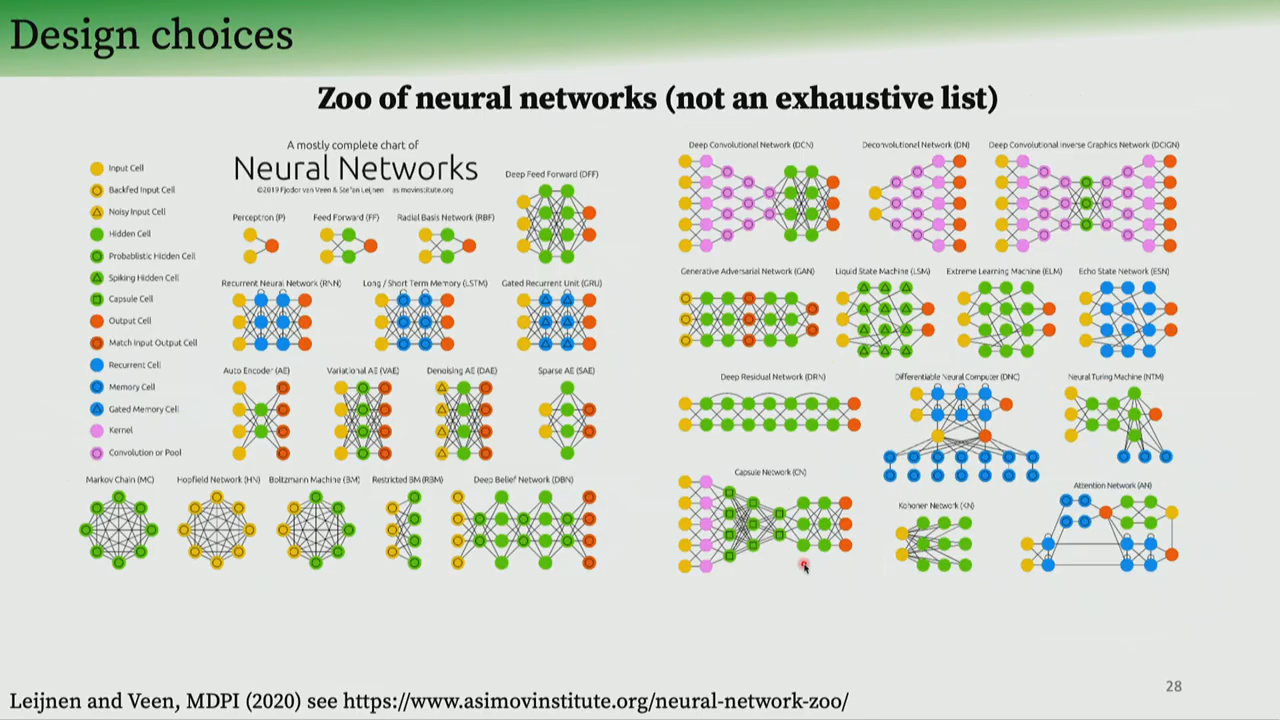 Design choices
Zoo of neural networks (not an exhaustive list)
A mostly complete chart of
Neural Networks
©2019 Fjodor van Veen & Stefan Leijnen asimovinstitute.org
Input Cell
Backfed Input Cell
Noisy Input Cell
Hidden Cell
Probablistic Hidden Cell
Spiking Hidden Cell
Capsule Cell
Output Cell
Match Input Output Cell
Recurrent Cell
Memory Cell
Gated Memory Cell
Kernel
Convolution or Pool
Deep Feed Forward (DFF)
Perceptron (P)
Feed Forward (FF)
Radial Basis Network (RBF)
Recurrent Neural Network (RNN)
Long / Short Term Memory (LSTM)
Gated Recurrent Unit (GRU)
Auto Encoder (AE)
Variational AE (VAE)
Denoising AE (DAE)
Sparse AE (SAE)
Markov Chain (MC)
Hopfield Network (HN)
Boltzmann Machine (BM)
Restricted BM (RBM)
Deep Belief Network (DBN)
Deep Convolutional Network (DCN)
Deconvolutional Network (DN)
Deep Convolutional Inverse Graphics Network (DCIGN)
Generative Adversarial Network (GAN)
Liquid State Machine (LSM)
Extreme Learning Machine (ELM)
Echo State Network (ESN)
Deep Residual Network (DRN)
Differentiable Neural Computer (DNC)
Neural Turing Machine (NTM)
Capsule Network (CN)
Kohonen Network (KN)
Attention Network (AN)
28
Leijnen and Veen, MDPI (2020) see https://www.asimovinstitute.org/neural-network-zoo/